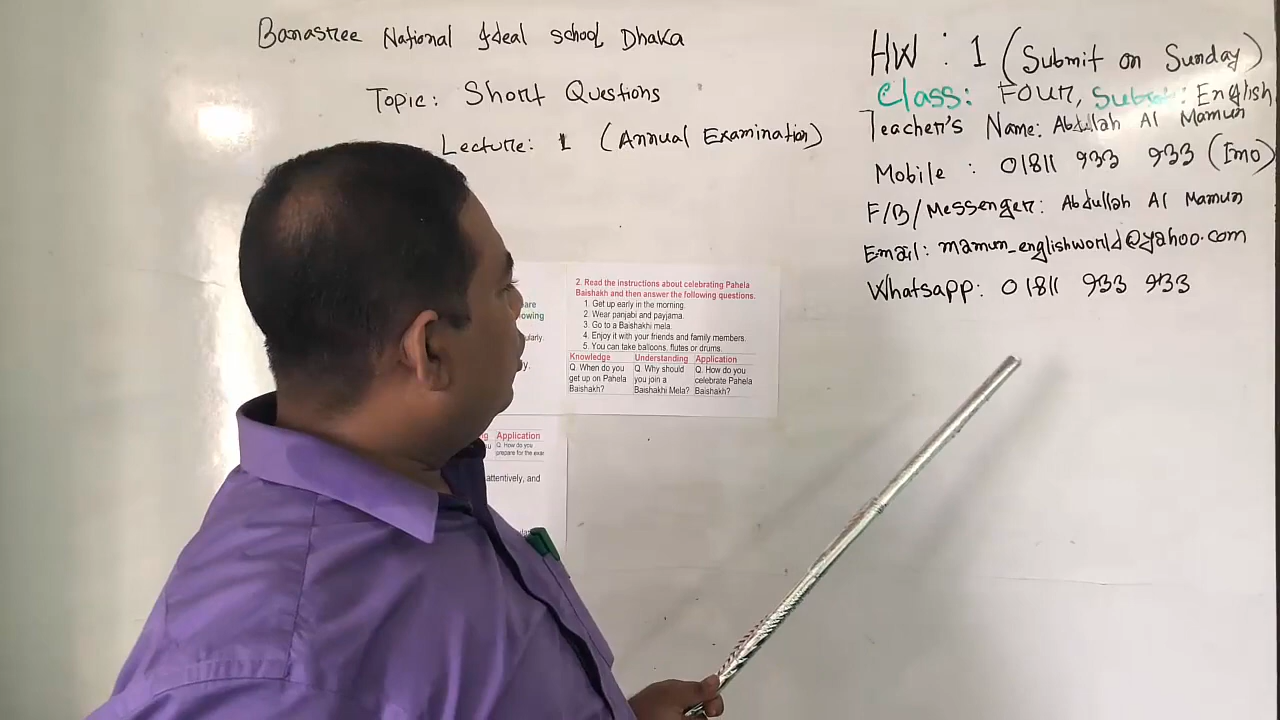 Banasree National Ideal school, Dhaka
Topic: Short Questions
Lecture: 1 (Annual Examination)
HW : 1 (Submit on Sunday)
Class: Four, Sub : English
Teacher's Name: Abdullah Al Mamun
Mobile : 01811 933 933 (Imo)
F/B/Messenger: Abdullah Al Mamun
Email: mamun_englishworld@yahoo.com
Whatsapp: 01811 933 933
are
owing
ularly.
y.
2. Read the instructions about celebrating Pahela
Baishakh and then answer the following questions.
1. Get up early in the morning.
2. Wear panjabi and payjama.
3. Go to a Baishakhi mela.
4. Enjoy it with your friends and family members.
5. You can take balloons, flutes or drums.
Knowledge Understanding Application
Q. When do you Q. Why should Q. How do you
get up on Pahela you join a celebrate Pahela
Baishakh? Baishakhi Mela? Baishakh?
ng Application
ou Q. How do you
prepare for the exam
attentively, and